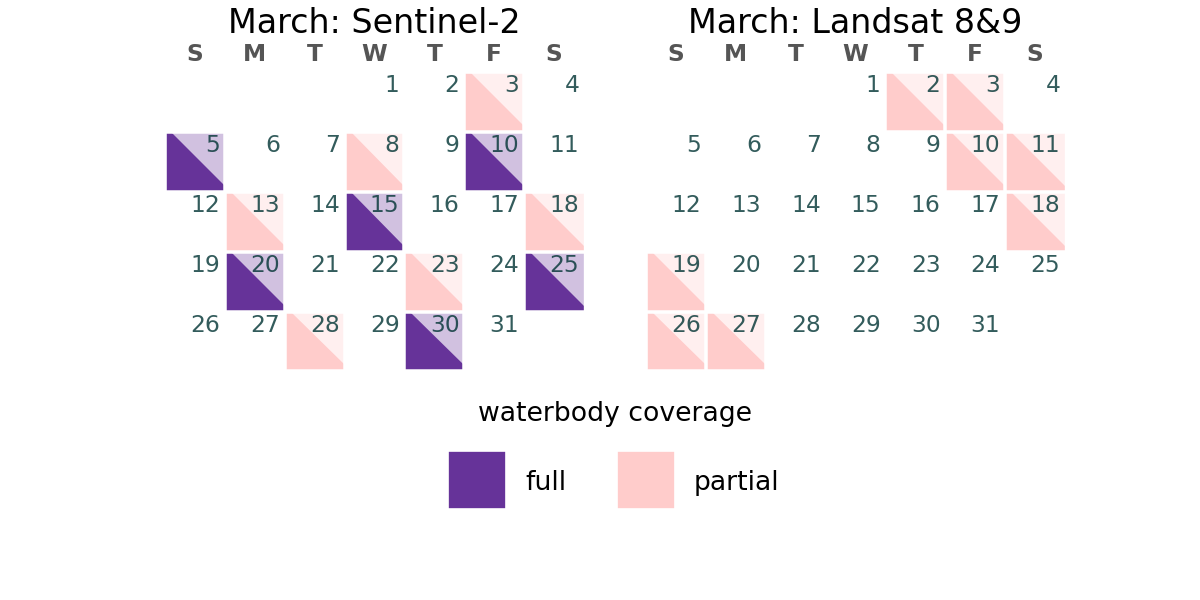 March: Sentinel-2
S M T W T F S
1 2 3 4
5 6 7 8 9 10 11
12 13 14 15 16 17 18
19 20 21 22 23 24 25
26 27 28 29 30 31
March: Landsat 8&9
S M T W T F S
1 2 3 4
5 6 7 8 9 10 11
12 13 14 15 16 17 18
19 20 21 22 23 24 25
26 27 28 29 30 31
waterbody coverage
full partial